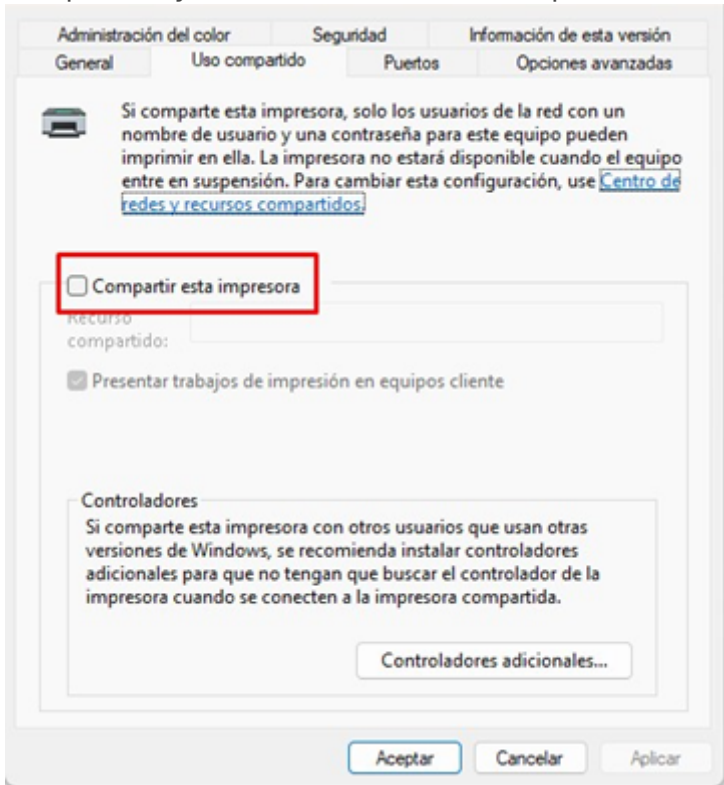 Administración del color Seguridad Información de esta versión
General Uso compartido Puertos Opciones avanzadas
Si comparte esta impresora, solo los usuarios de la red con un
nombre de usuario y una contraseña para este equipo pueden
imprimir en ella. La impresora no estará disponible cuando el equipo
entre en suspensión. Para cambiar esta configuración, use Centro de
redes y recursos compartidos.
Compartir esta impresora
Recurso
compartido:
Presentar trabajos de impresión en equipos cliente
Controladores
Si comparte esta impresora con otros usuarios que usan otras
versiones de Windows, se recomienda instalar controladores
adicionales para que no tengan que buscar el controlador de la
impresora cuando se conecten a la impresora compartida.
Controladores adicionales...
Aceptar Cancelar Aplicar